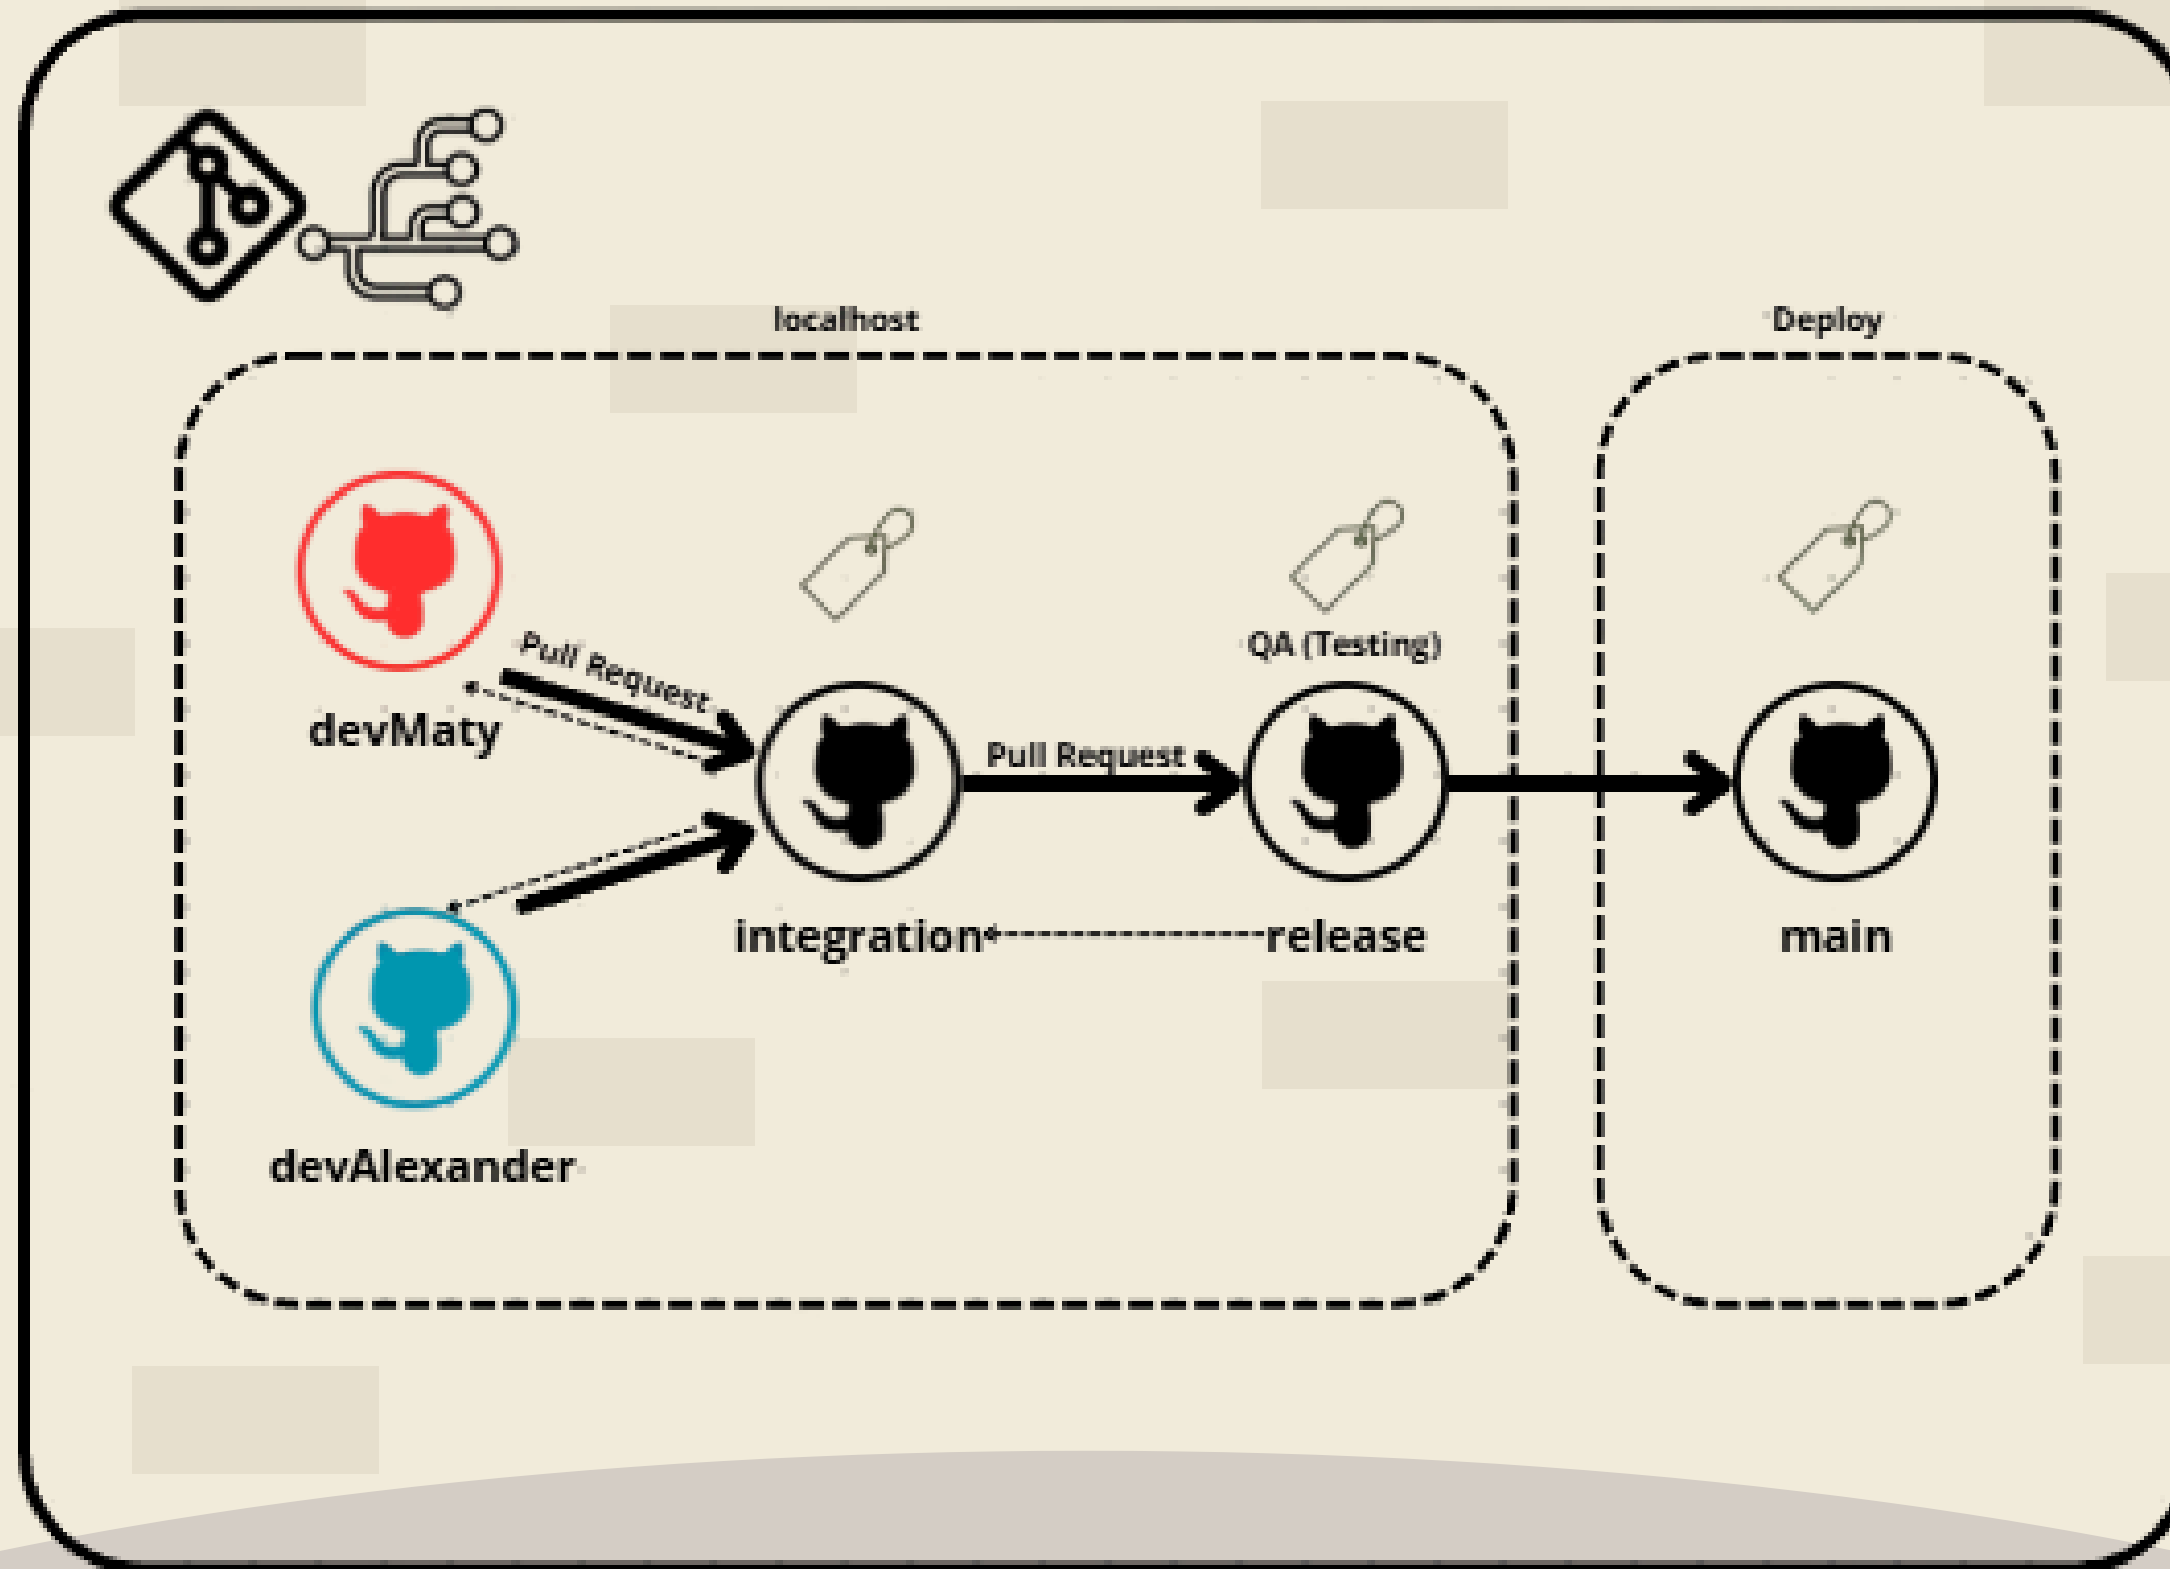 localhost
Deploy
Pull Request
QA (Testing)
devMaty
Pull Request
integration
release
main
devAlexander